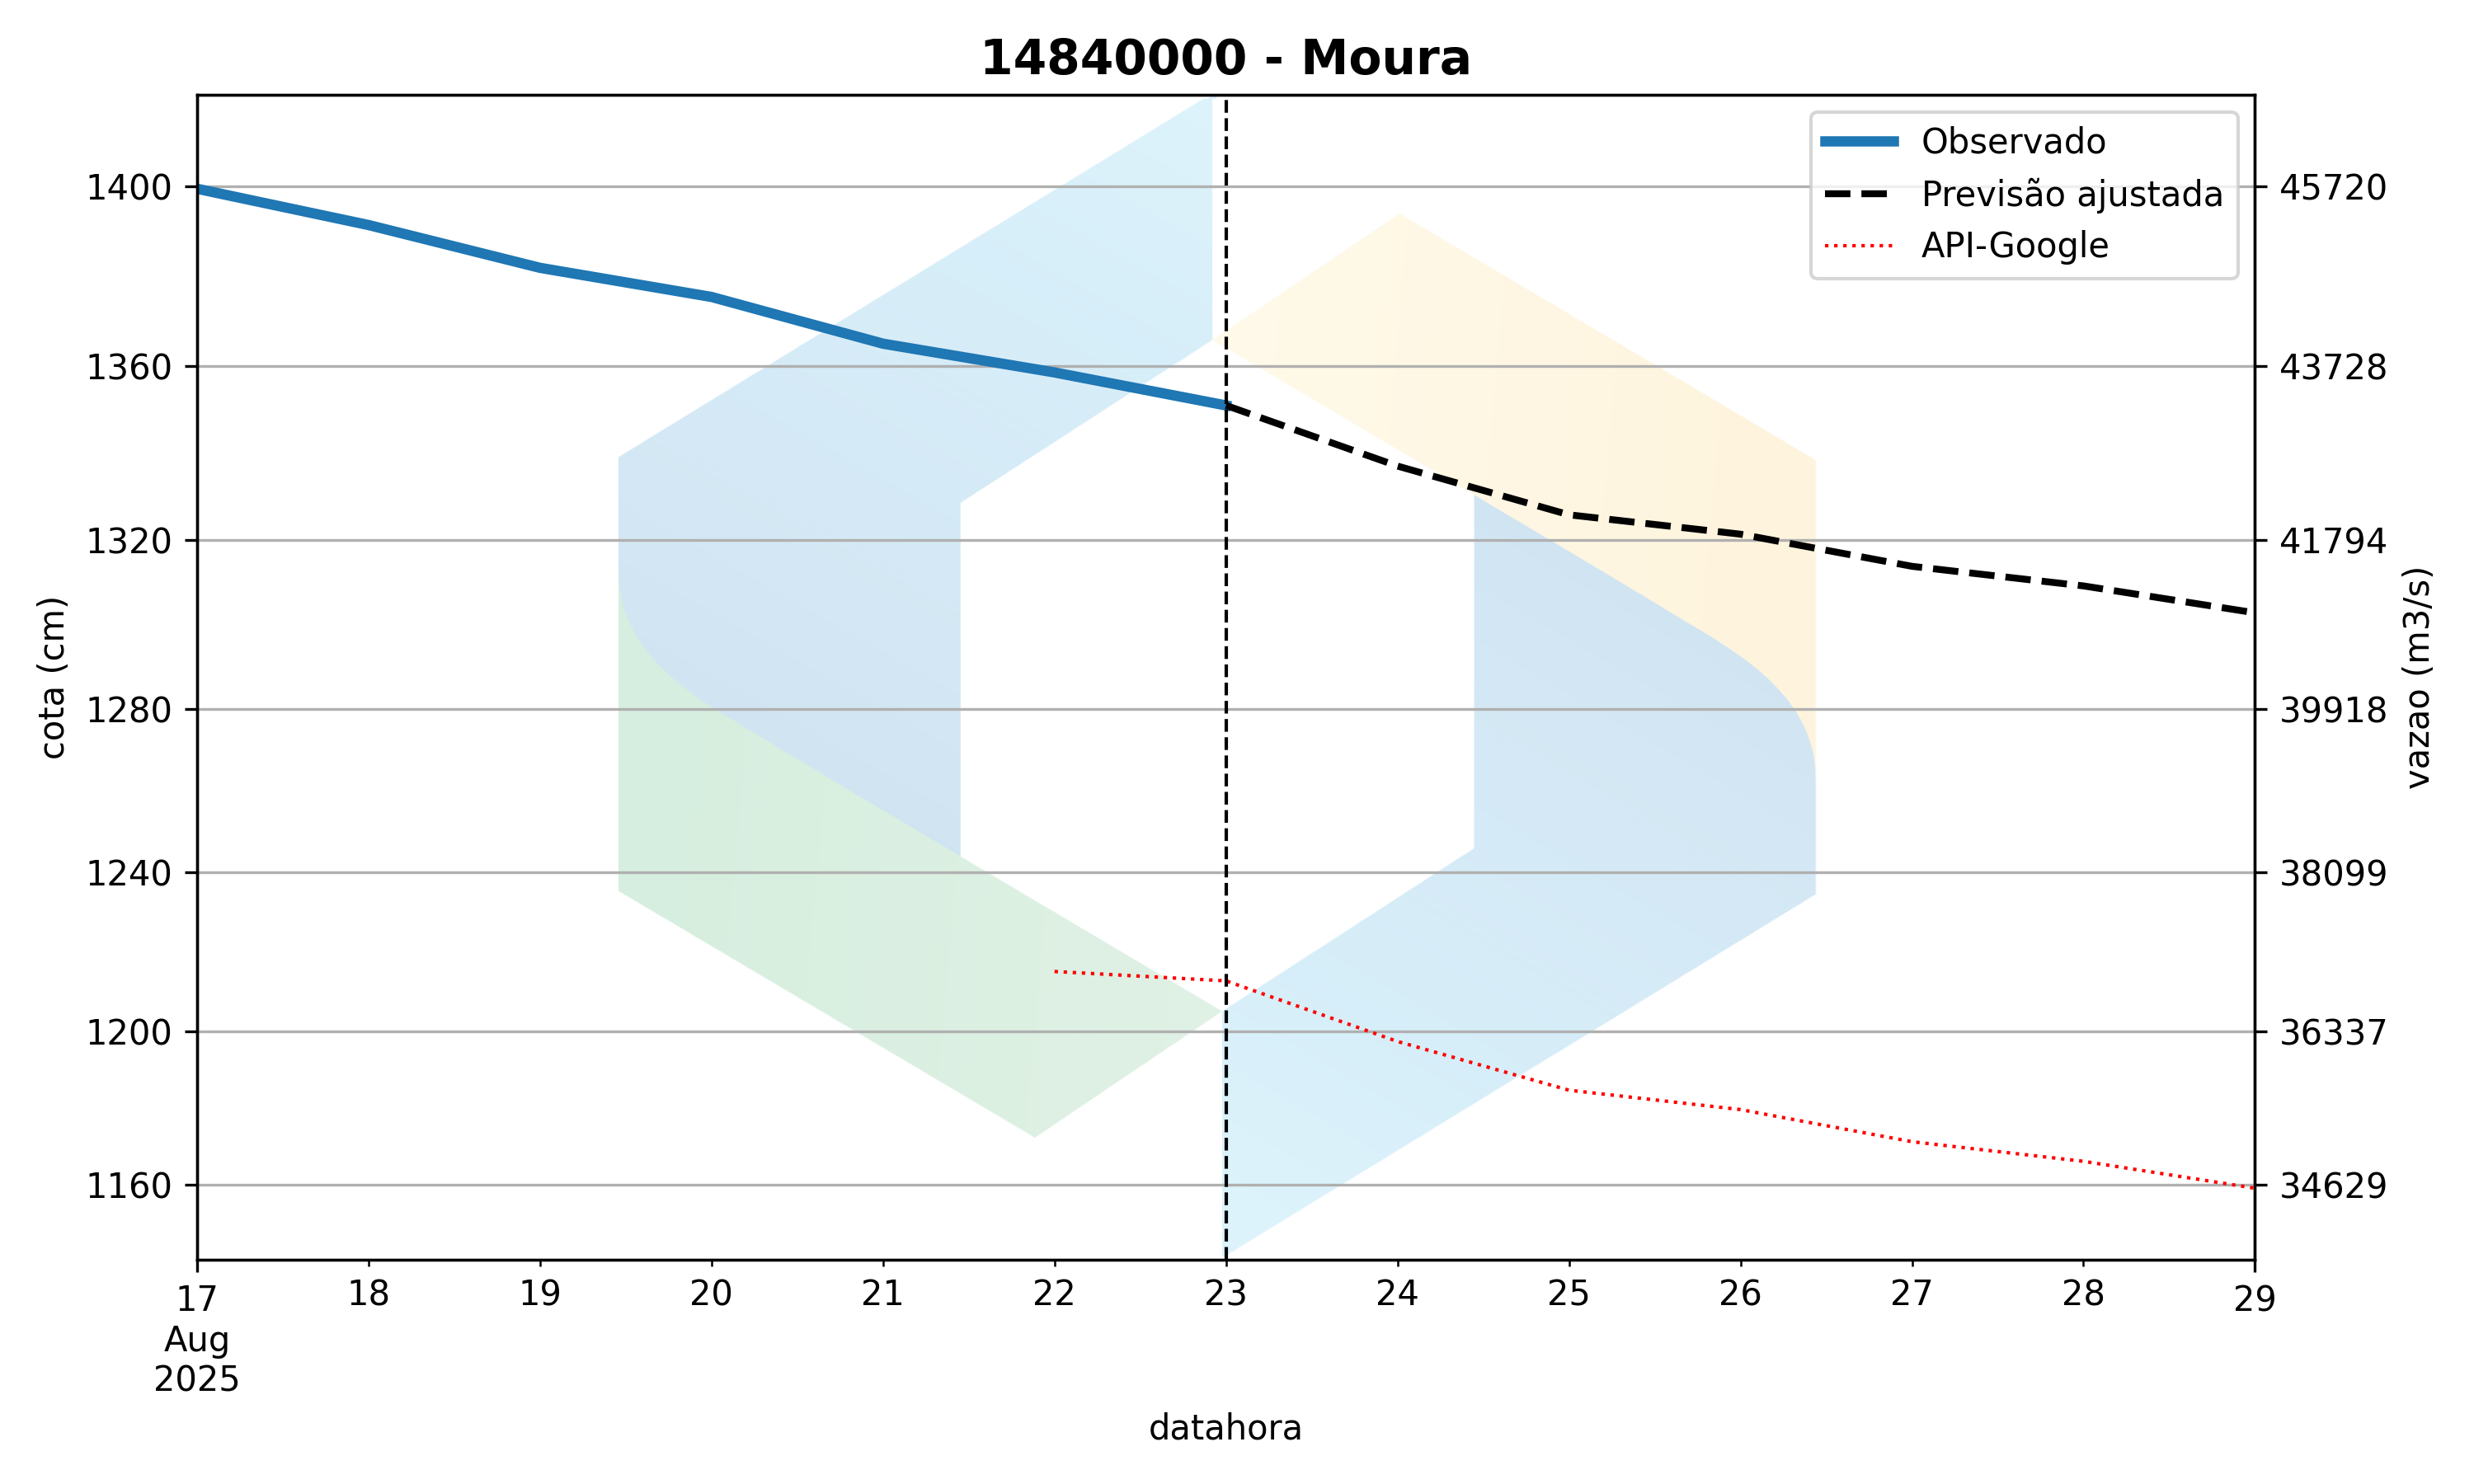 14840000 - Moura
Observado
Previsão ajustada
API-Google
1400
1360
1320
1280
1240
1200
1160
cota (cm)
45720
43728
41794
39918
38099
36337
34629
vazao (m3/s)
17 18 19 20 21 22 23 24 25 26 27 28 29
Aug
2025
datahora